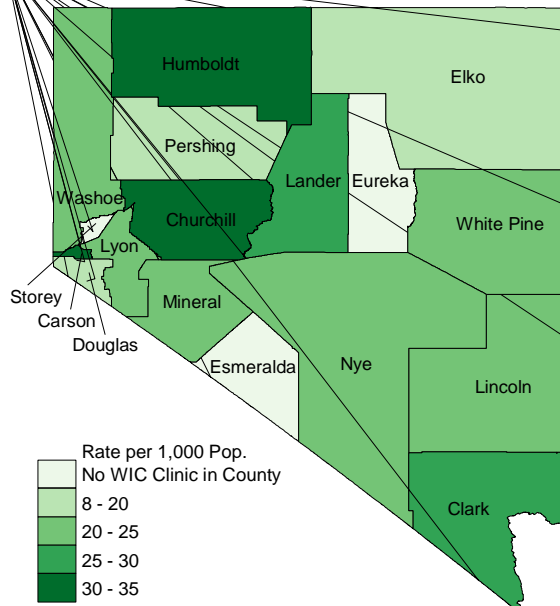 Humboldt
Elko
Pershing
Lander
Eureka
Washoe
Churchill
White Pine
Lyon
Storey
Carson
Douglas
Mineral
Esmeralda
Nye
Lincoln
Clark
Rate per 1,000 Pop.
No WIC Clinic in County
8 - 20
20 - 25
25 - 30
30 - 35